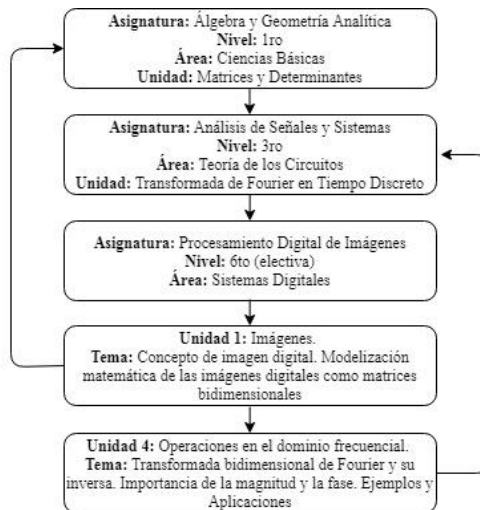 Asignatura: Álgebra y Geometría Analítica
Nivel: 1ro
Área: Ciencias Básicas
Unidad: Matrices y Determinantes
Asignatura: Análisis de Señales y Sistemas
Nivel: 3ro
Área: Teoría de los Circuitos
Unidad: Transformada de Fourier en Tiempo Discreto
Asignatura: Procesamiento Digital de Imágenes
Nivel: 6to (electiva)
Área: Sistemas Digitales
Unidad 1: Imágenes.
Tema: Concepto de imagen digital. Modelización
matemática de las imágenes digitales como matrices
bidimensionales
Unidad 4: Operaciones en el dominio frecuencial.
Tema: Transformada bidimensional de Fourier y su
inversa. Importancia de la magnitud y la fase. Ejemplos y
Aplicaciones